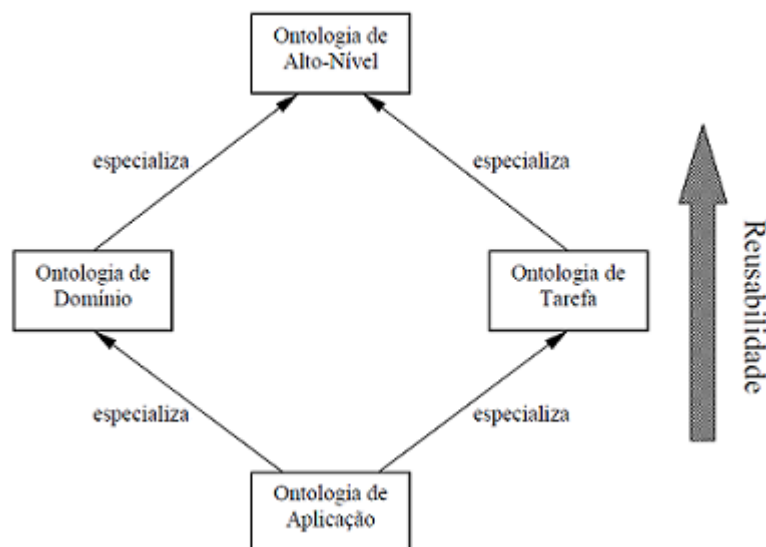 Ontologia de
Alto-Nível
especializa
especializa
Ontologia de
Domínio
Ontologia de
Tarefa
Reusabilidade
especializa
especializa
Ontologia de
Aplicação